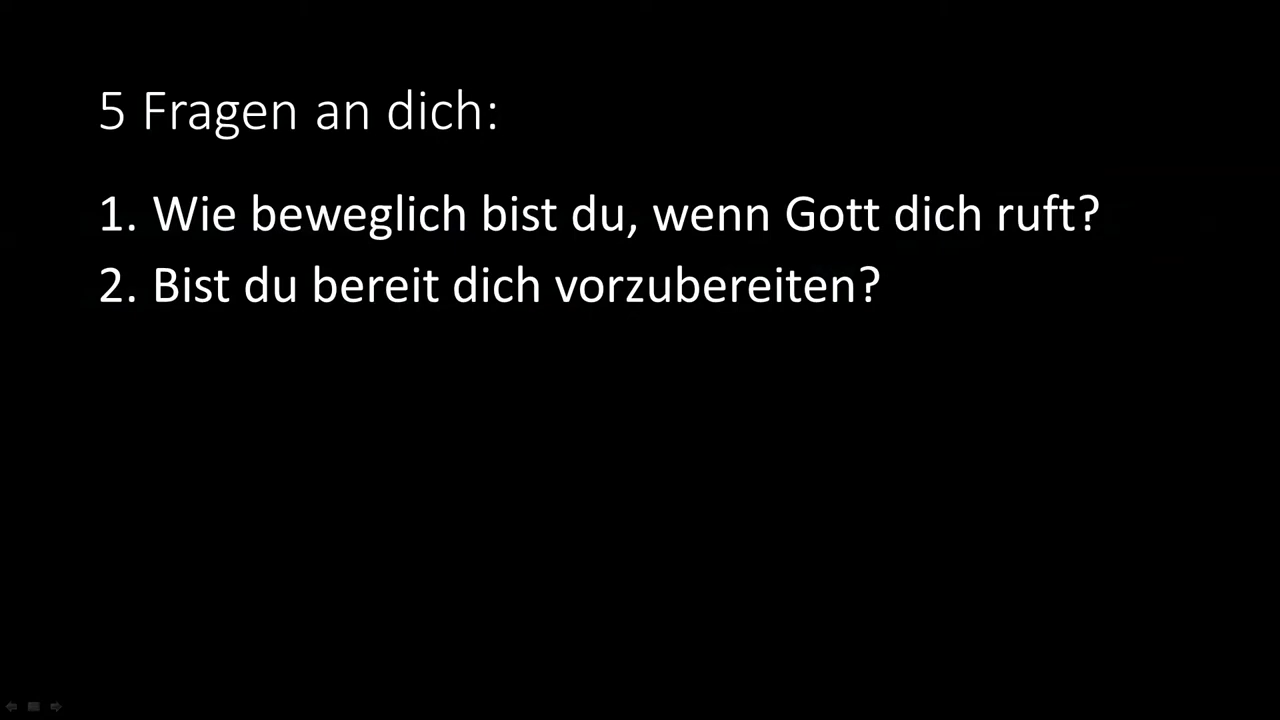 5 Fragen an dich:
1. Wie beweglich bist du, wenn Gott dich ruft?
2. Bist du bereit dich vorzubereiten?